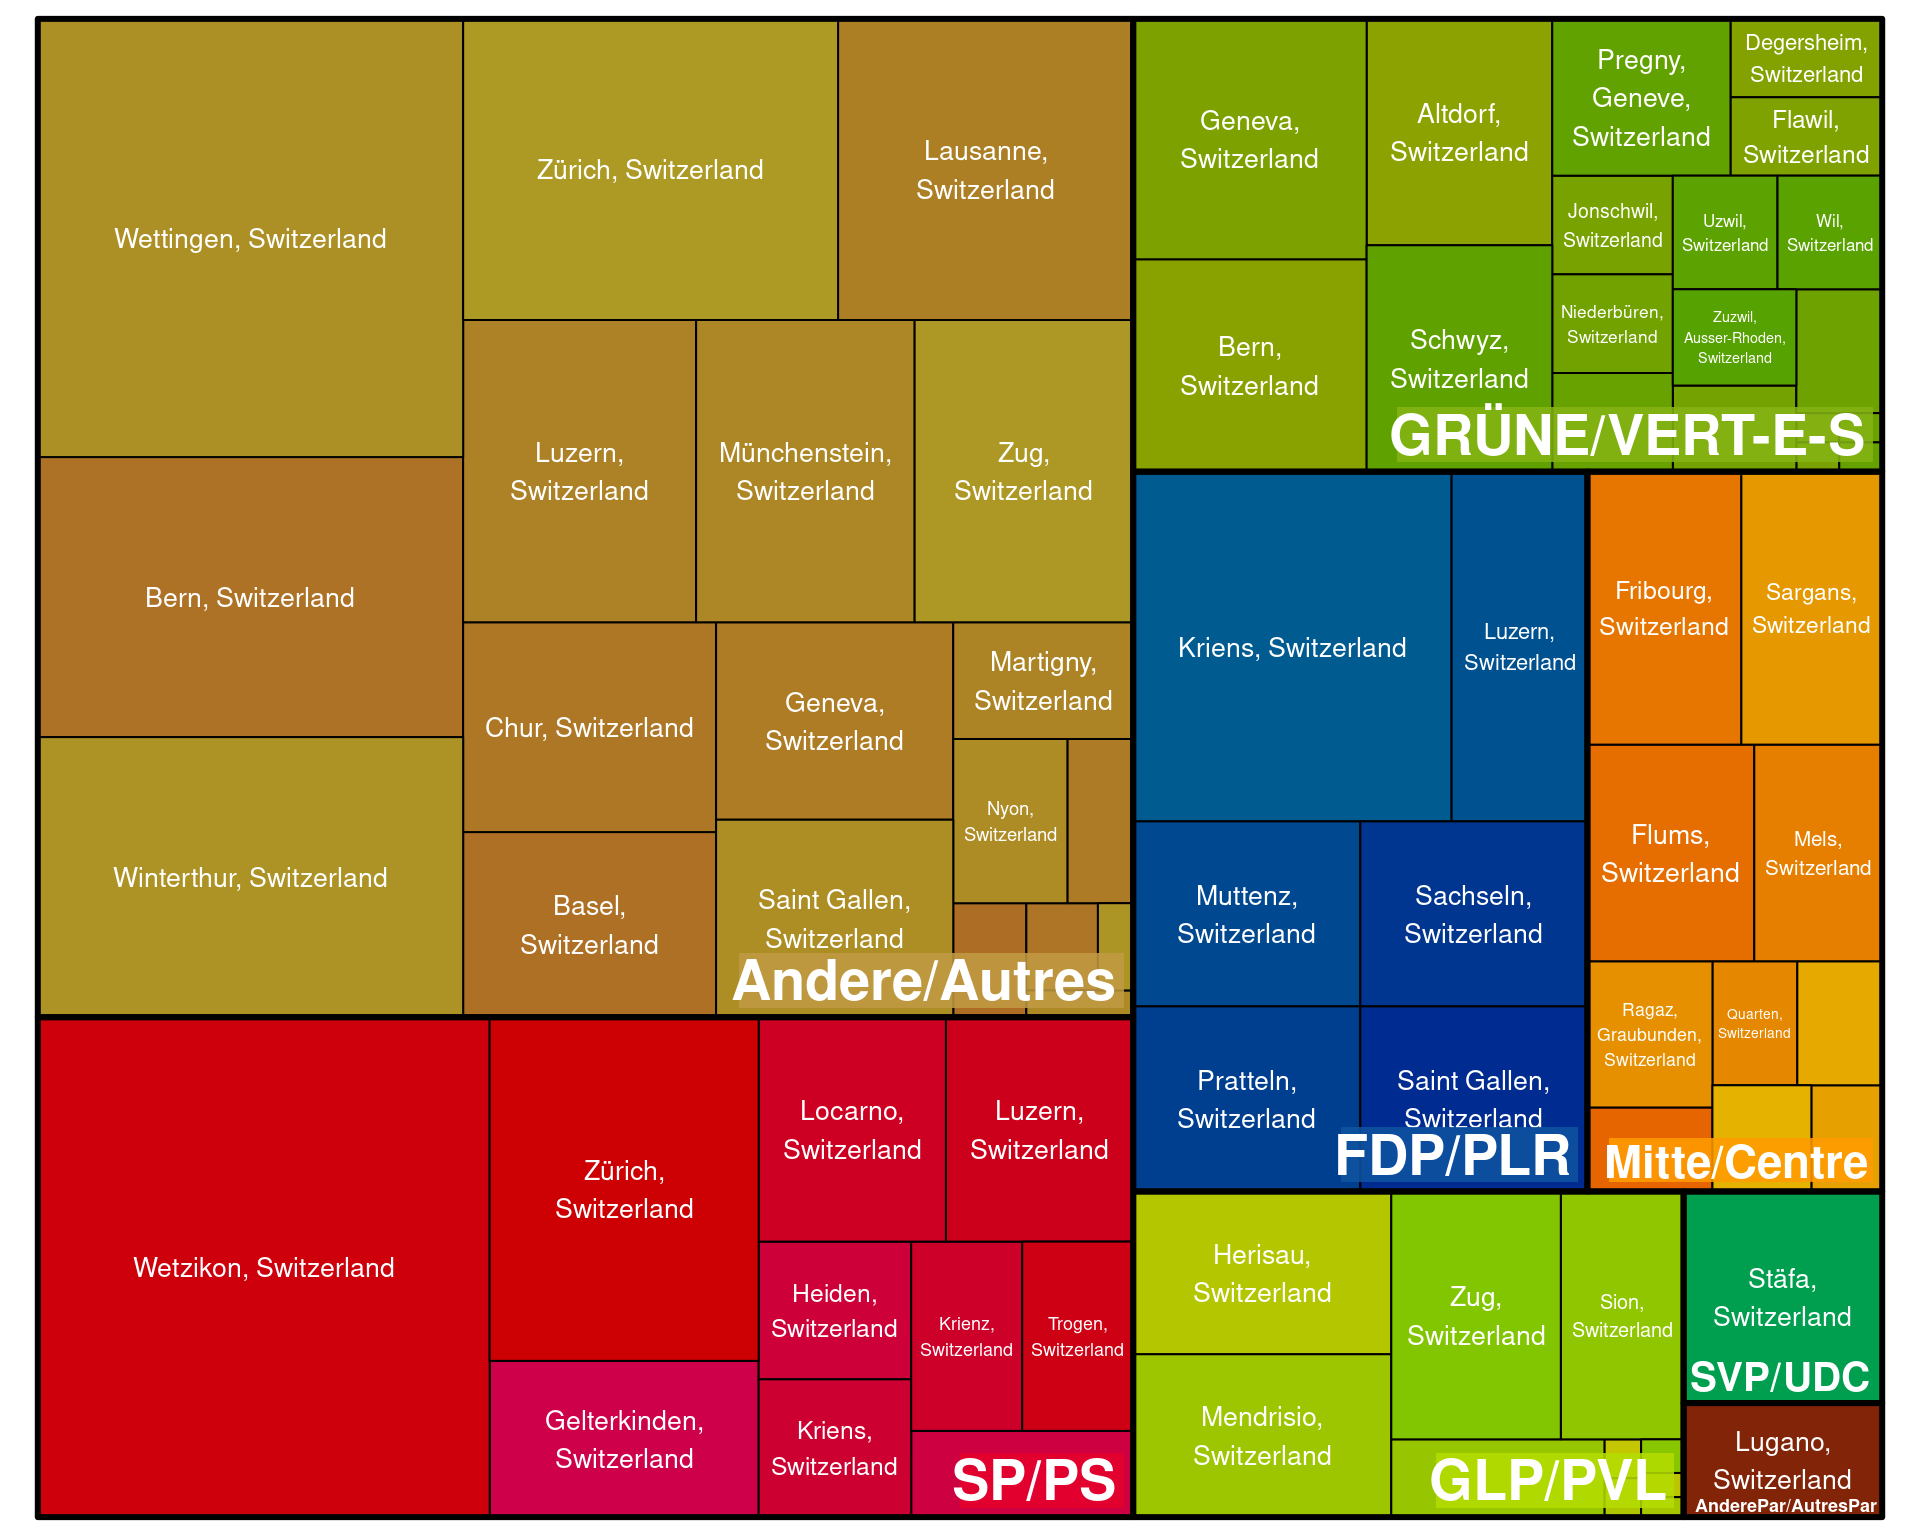 Wettingen, Switzerland
Zürich, Switzerland
Lausanne,
Switzerland
Bern, Switzerland
Luzern,
Switzerland
Münchenstein,
Switzerland
Zug,
Switzerland
Winterthur, Switzerland
Chur, Switzerland
Geneva,
Switzerland
Martigny,
Switzerland
Nyon,
Switzerland
Basel,
Switzerland
Saint Gallen,
Switzerland
Andere/Autres
Wetzikon, Switzerland
Zürich,
Switzerland
Locarno,
Switzerland
Luzern,
Switzerland
Gelterkinden,
Switzerland
Heiden,
Switzerland
Krienz,
Switzerland
Trogen,
Switzerland
Kriens,
Switzerland
SP/PS
Geneva,
Switzerland
Altdorf,
Switzerland
Pregny,
Geneve,
Switzerland
Degersheim,
Switzerland
Flawil,
Switzerland
Bern,
Switzerland
Schwyz,
Switzerland
Jonschwil,
Switzerland
Uzwil,
Switzerland
Wil,
Switzerland
Niederbüren,
Switzerland
Zuzwil,
Ausser-Rhoden,
Switzerland
GRÜNE/VERT-E-S
Kriens, Switzerland
Luzern,
Switzerland
Muttenz,
Switzerland
Sachseln,
Switzerland
Pratteln,
Switzerland
Saint Gallen,
Switzerland
FDP/PLR
Fribourg,
Switzerland
Sargans,
Switzerland
Flums,
Switzerland
Mels,
Switzerland
Ragaz,
Graubunden,
Switzerland
Quarten,
Switzerland
Mitte/Centre
Herisau,
Switzerland
Zug,
Switzerland
Sion,
Switzerland
Mendrisio,
Switzerland
GLP/PVL
Stäfa,
Switzerland
SVP/UDC
Lugano,
Switzerland
AnderePar/AutresPar